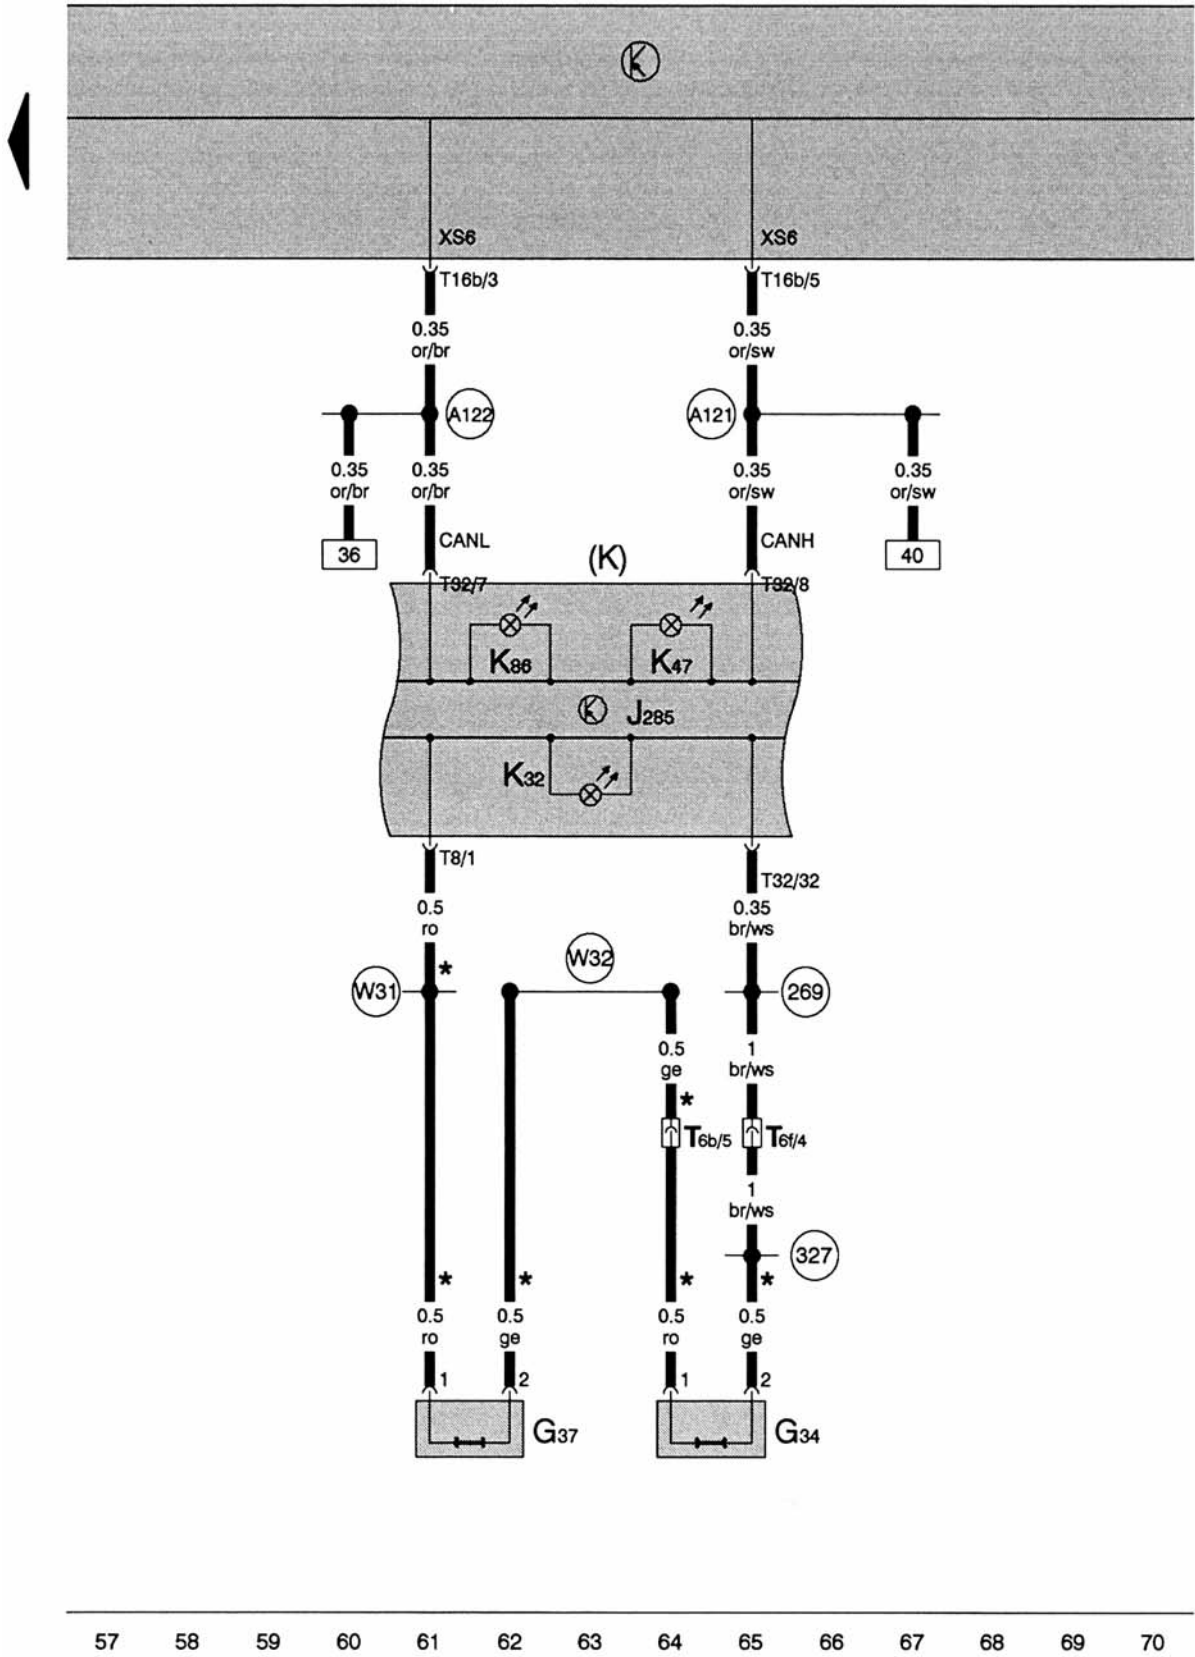 XS6 XS6
T16b/3 T16b/5
0.35 0.35
or/br or/sw
A122 A121
0.35 0.35 0.35 0.35
or/br or/br or/sw or/sw
CANL CANH
36 (K) 40
T32/7 T32/8
K86 K47
J285
K32
T8/1
T32/32
0.5 0.35
ro br/ws
*
W32
W31 269
0.5 1
ge br/ws
*
T6b/5 T6f/4
1
br/ws
327
* * * *
0.5 0.5 0.5 0.5
ro ge ro ge
1 2 1 2
G37 G34
57 58 59 60 61 62 63 64 65 66 67 68 69 70